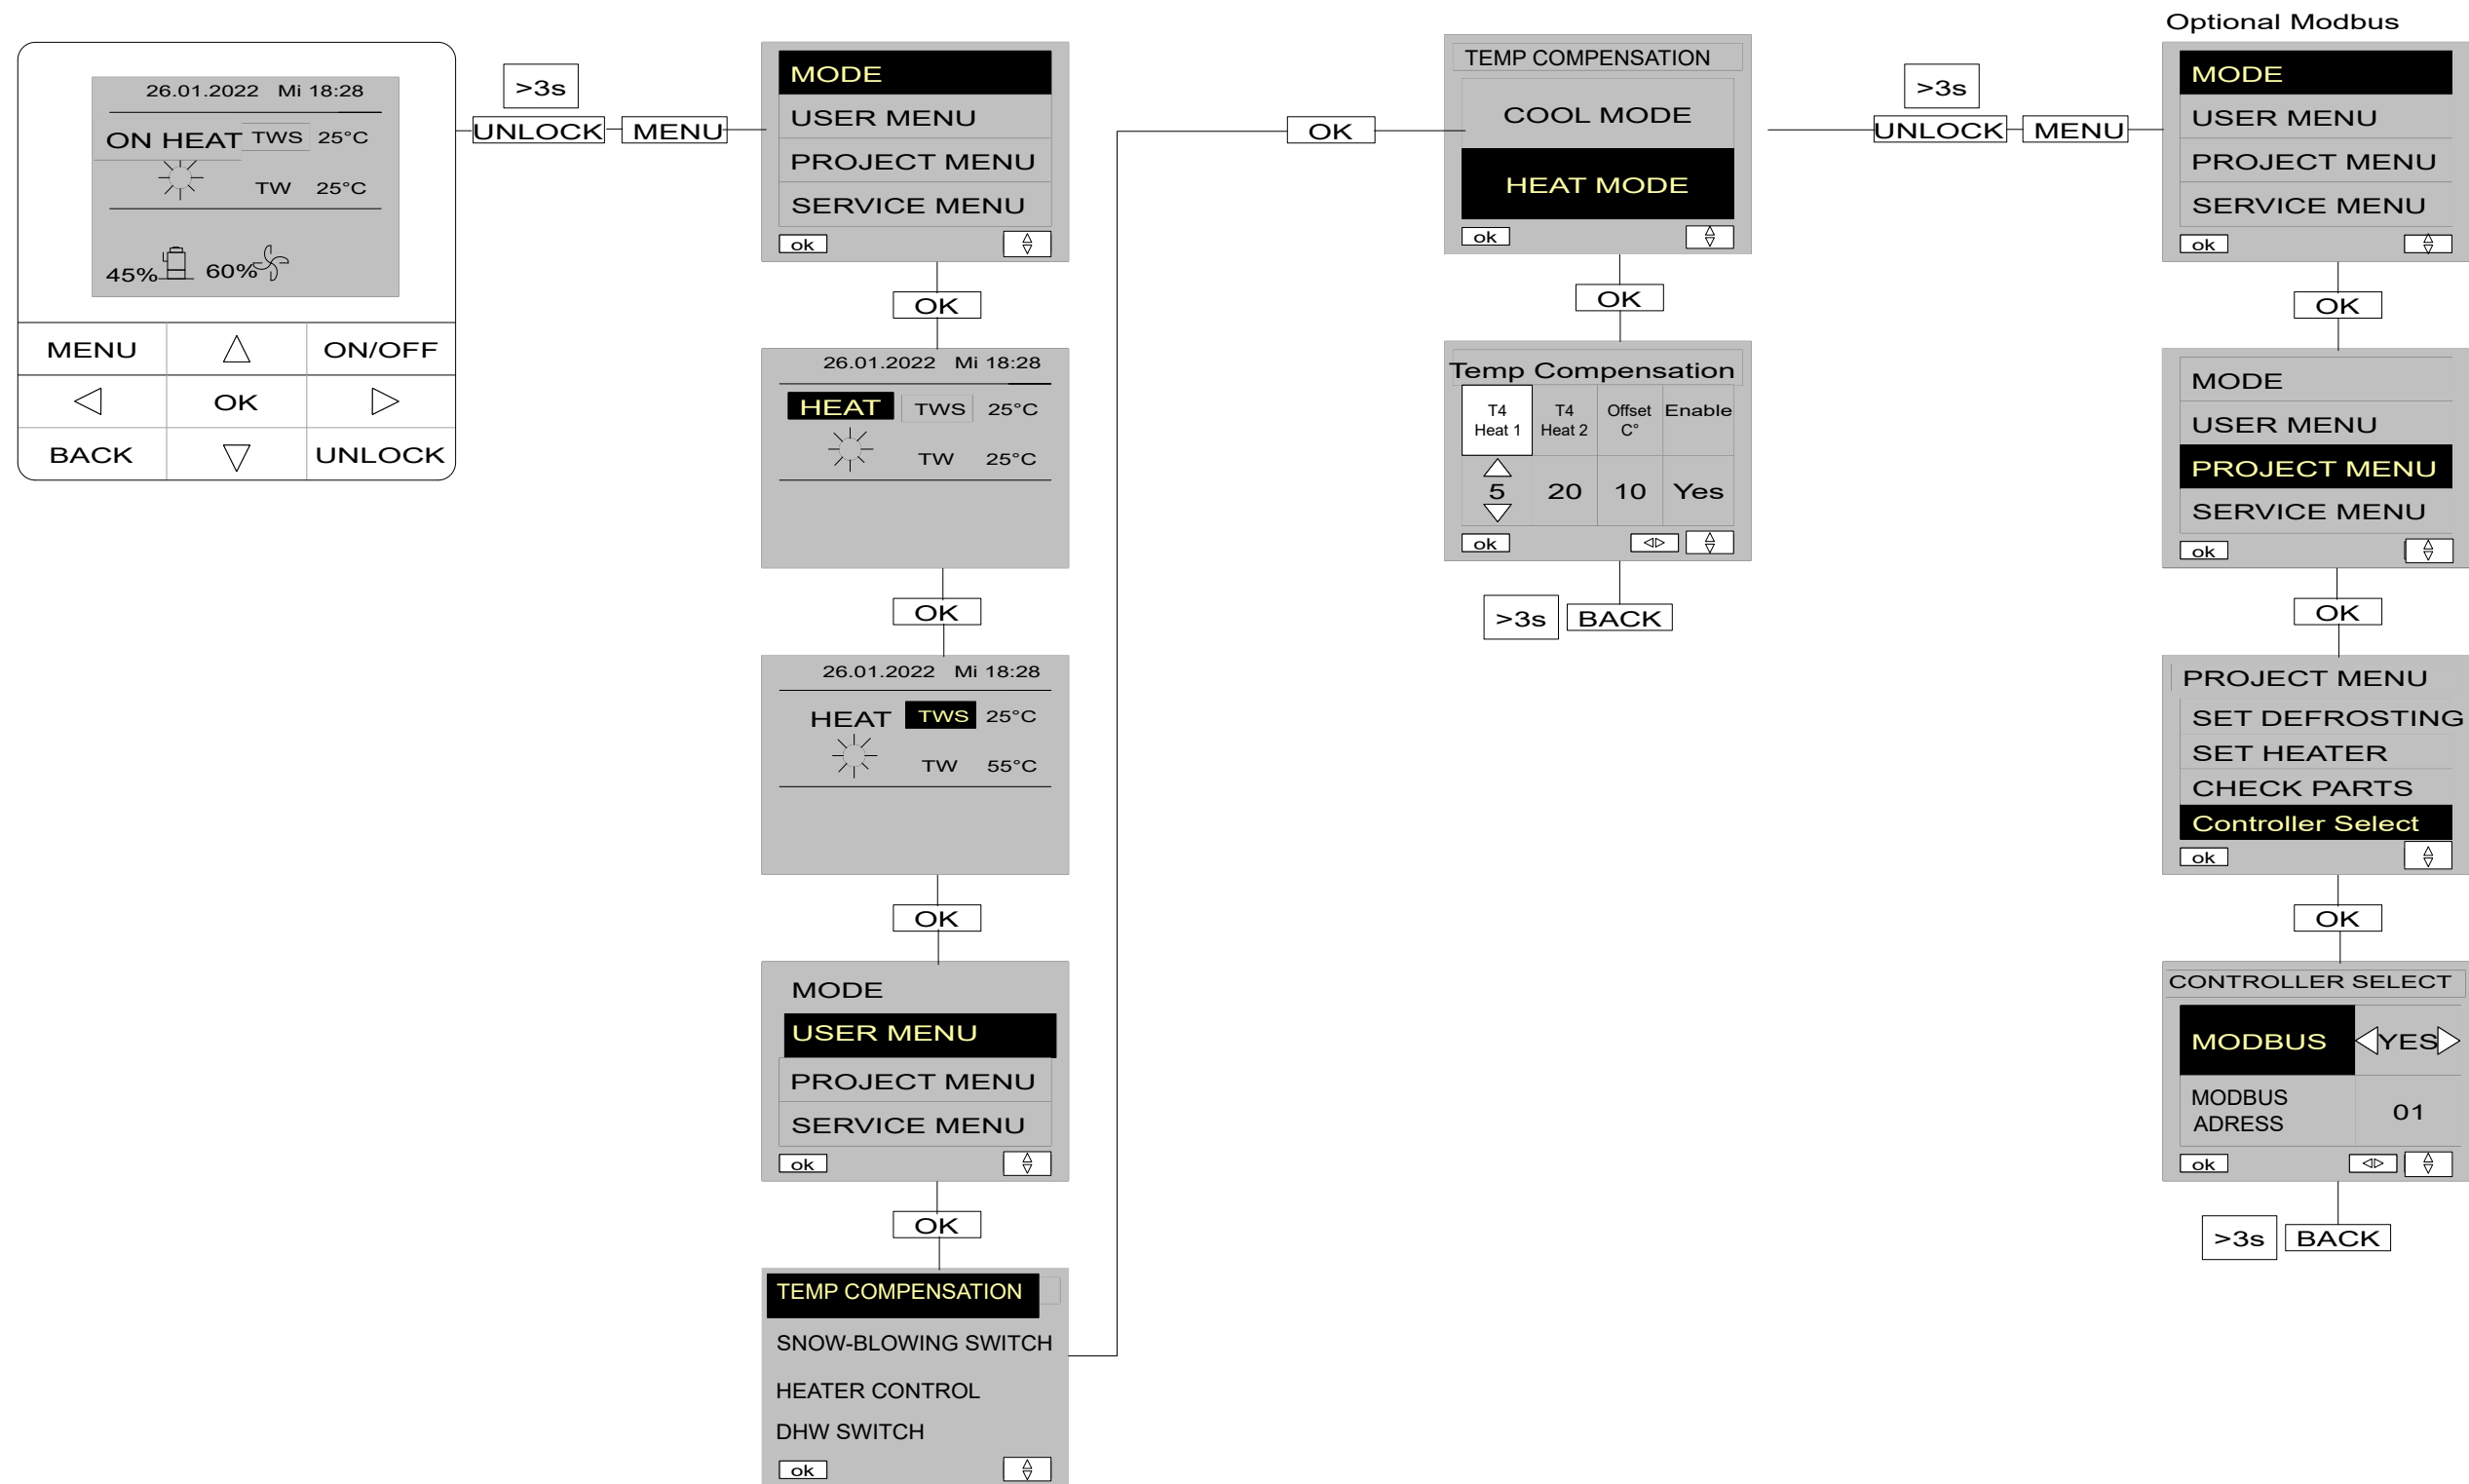 26.01.2022 Mi 18:28
ON HEAT TWS 25°C
TW 25°C
45% 60%
MENU ON/OFF
OK
BACK UNLOCK
>3s
UNLOCK MENU
MODE
USER MENU
PROJECT MENU
SERVICE MENU
ok
OK
26.01.2022 Mi 18:28
HEAT TWS 25°C
TW 25°C
OK
26.01.2022 Mi 18:28
HEAT TWS 25°C
TW 55°C
OK
MODE
USER MENU
PROJECT MENU
SERVICE MENU
ok
OK
TEMP COMPENSATION
SNOW-BLOWING SWITCH
HEATER CONTROL
DHW SWITCH
ok
OK
TEMP COMPENSATION
COOL MODE
HEAT MODE
ok
OK
Temp Compensation
T4 T4 Offset Enable
Heat 1 Heat 2 C°
5 20 10 Yes
ok
>3s BACK
>3s
UNLOCK MENU
Optional Modbus
MODE
USER MENU
PROJECT MENU
SERVICE MENU
ok
OK
MODE
USER MENU
PROJECT MENU
SERVICE MENU
ok
OK
PROJECT MENU
SET DEFROSTING
SET HEATER
CHECK PARTS
Controller Select
ok
OK
CONTROLLER SELECT
MODBUS YES
MODBUS
ADRESS 01
ok
>3s BACK